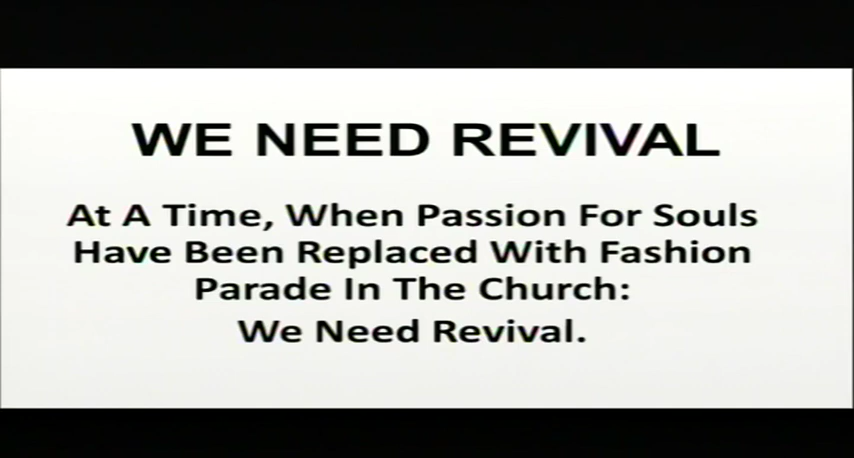 WE NEED REVIVAL
At A Time, When Passion For Souls
Have Been Replaced With Fashion
Parade In The Church:
We Need Revival.